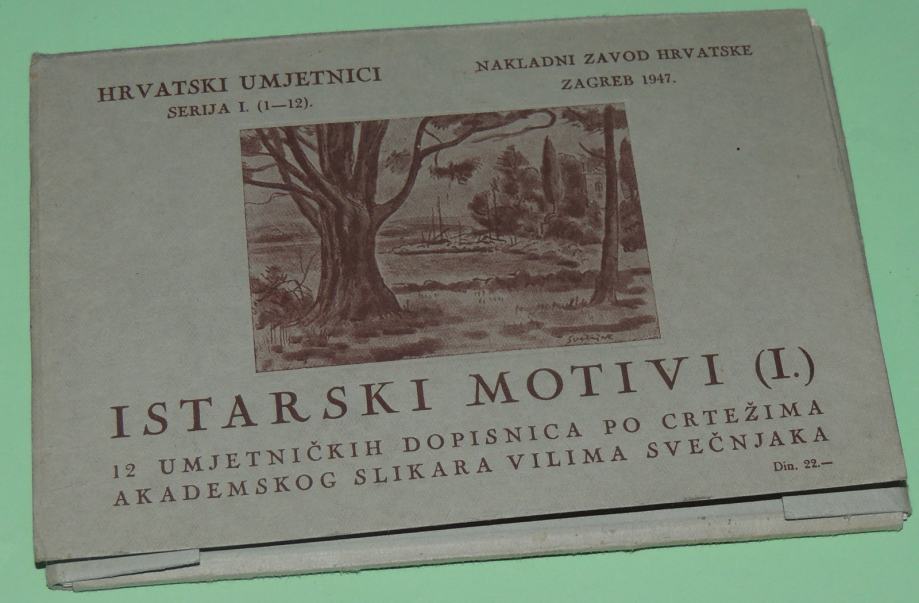 HRVATSKI UMJETNICI
SERIJA I. (1—12).
NAKLADNI ZAVOD HRVATSKE
ZAGREB 1947.
ISTARSKI MOTIVI (I.)
12 UMJETNIČKIH DOPISNICA PO CRTEŽIMA
AKADEMSKOG SLIKARA VILIMA SVEČNJAKA
Din. 22.—